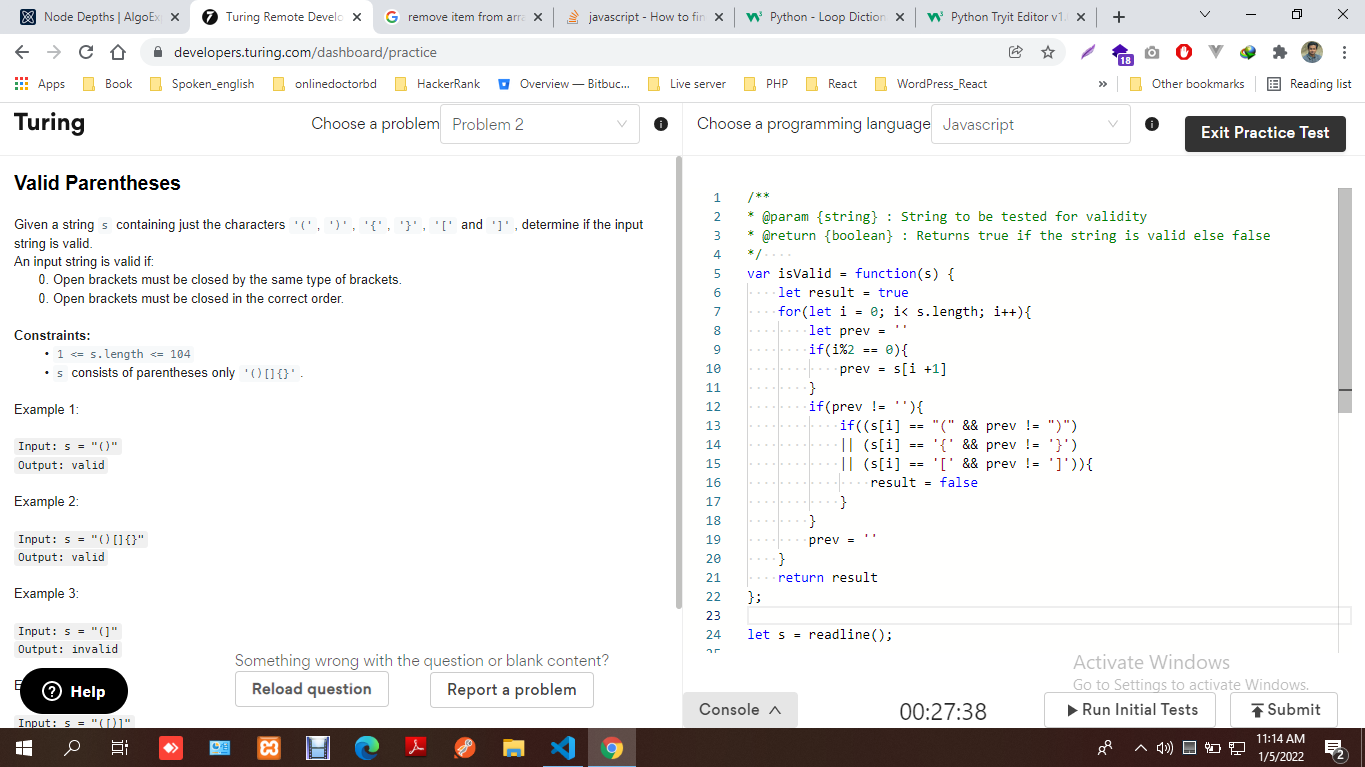 Node Depths | AlgoEx
Turing Remote Develo
remove item from arra
javascript - How to fin
Python - Loop Diction
Python Tryit Editor v1.
developers.turing.com/dashboard/practice
18
Apps
Book
Spoken_english
onlinedoctorbd
HackerRank
Overview — Bitbuc...
Live server
PHP
React
WordPress_React
»
Other bookmarks
Reading list
Turing
Choose a problem
Problem 2
Choose a programming language
Javascript
Exit Practice Test
Valid Parentheses
Given a string s containing just the characters '(', ')', '{', '}', '[' and ']', determine if the input
string is valid.
An input string is valid if:
0. Open brackets must be closed by the same type of brackets.
0. Open brackets must be closed in the correct order.
Constraints:
• 1 <= s.length <= 104
• s consists of parentheses only '()[]{}'.
Example 1:
Input: s = "()"
Output: valid
Example 2:
Input: s = "()[]{}"
Output: valid
Example 3:
Input: s = "(]"
Output: invalid
Input: s = "([)]"
Help
Something wrong with the question or blank content?
Reload question
Report a problem
1 /**
2 * @param {string} : String to be tested for validity
3 * @return {boolean} : Returns true if the string is valid else false
4 */
5 var isValid = function(s) {
6 let result = true
7 for(let i = 0; i< s.length; i++){
8 let prev = ''
9 if(i%2 == 0){
10 prev = s[i +1]
11 }
12 if(prev != ''){
13 if((s[i] == "(" && prev != ")")
14 || (s[i] == '{' && prev != '}')
15 || (s[i] == '[' && prev != ']')){
16 result = false
17 }
18 }
19 prev = ''
20 }
21 return result
22 };
23
24 let s = readline();
Activate Windows
Go to Settings to activate Windows.
Console
00:27:38
Run Initial Tests
Submit
11:14 AM
1/5/2022
2